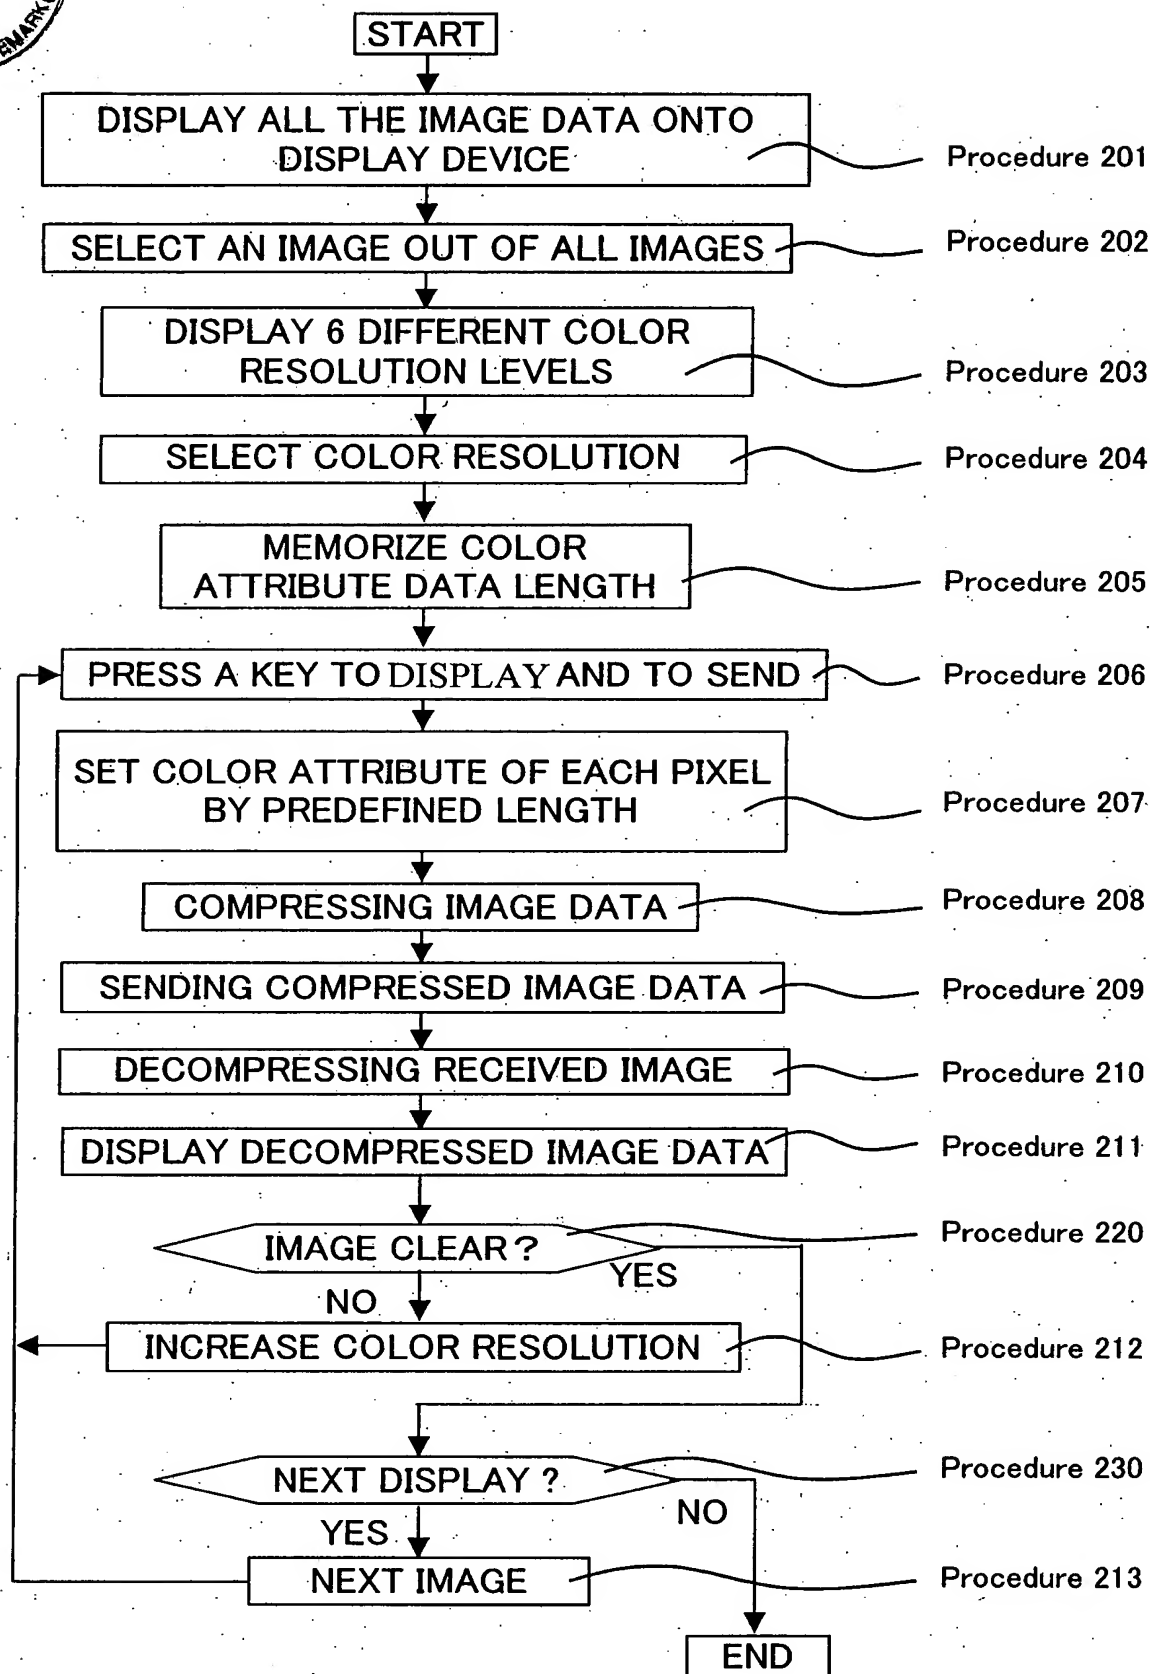 EMARK
START
DISPLAY ALL THE IMAGE DATA ONTO
DISPLAY DEVICE
Procedure 201
SELECT AN IMAGE OUT OF ALL IMAGES
Procedure 202
DISPLAY 6 DIFFERENT COLOR
RESOLUTION LEVELS
Procedure 203
SELECT COLOR RESOLUTION
Procedure 204
MEMORIZE COLOR
ATTRIBUTE DATA LENGTH
Procedure 205
PRESS A KEY TO DISPLAY AND TO SEND
Procedure 206
SET COLOR ATTRIBUTE OF EACH PIXEL
BY PREDEFINED LENGTH
Procedure 207
COMPRESSING IMAGE DATA
Procedure 208
SENDING COMPRESSED IMAGE DATA
Procedure 209
DECOMPRESSING RECEIVED IMAGE
Procedure 210
DISPLAY DECOMPRESSED IMAGE DATA
Procedure 211
IMAGE CLEAR?
Procedure 220
YES
NO
INCREASE COLOR RESOLUTION
Procedure 212
NEXT DISPLAY ?
Procedure 230
NO
YES
NEXT IMAGE
Procedure 213
END